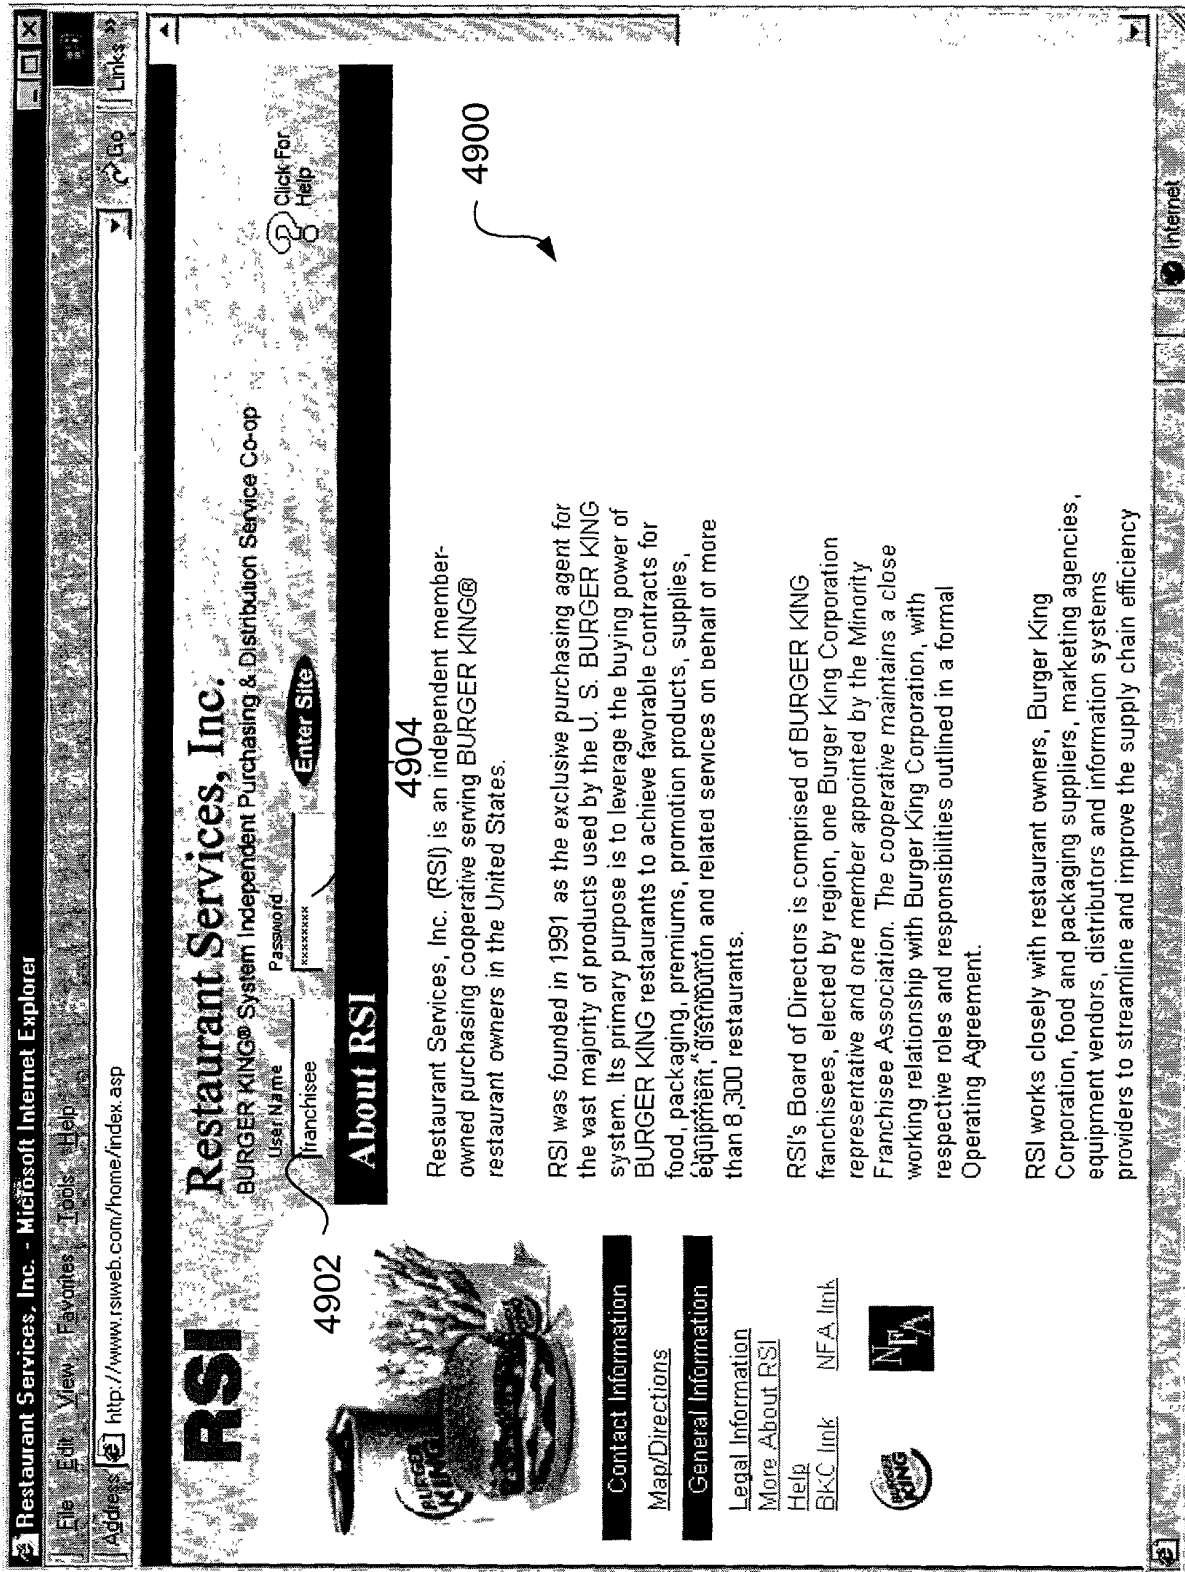 Restaurant Services, Inc. - Microsoft Internet Explorer
File Edit View Favorites Tools Help
Address http://www.rsiweb.com/home/index.asp Go Links »
RSI
Restaurant Services, Inc.
BURGER KING® System Independent Purchasing & Distribution Service Co-op
User Name Password
franchisee xxxxxxxxx Enter Site Click For
Help
4902
About RSI
4904
BURGER
KING
Restaurant Services, Inc. (RSI) is an independent member-
owned purchasing cooperative serving BURGER KING®
restaurant owners in the United States.
4900
RSI was founded in 1991 as the exclusive purchasing agent for
the vast majority of products used by the U. S. BURGER KING
system. Its primary purpose is to leverage the buying power of
BURGER KING restaurants to achieve favorable contracts for
food, packaging, premiums, promotion products, supplies,
equipment, distribution and related services on behalf of more
than 8,300 restaurants.
RSI's Board of Directors is comprised of BURGER KING
franchisees, elected by region, one Burger King Corporation
representative and one member appointed by the Minority
Franchisee Association. The cooperative maintains a close
working relationship with Burger King Corporation, with
respective roles and responsibilities outlined in a formal
Operating Agreement.
RSI works closely with restaurant owners, Burger King
Corporation, food and packaging suppliers, marketing agencies,
equipment vendors, distributors and information systems
providers to streamline and improve the supply chain efficiency
Contact Information
Map/Directions
General Information
Legal Information
More About RSI
Help
BKC link NFA link
BURGER
KING
NFA
Internet